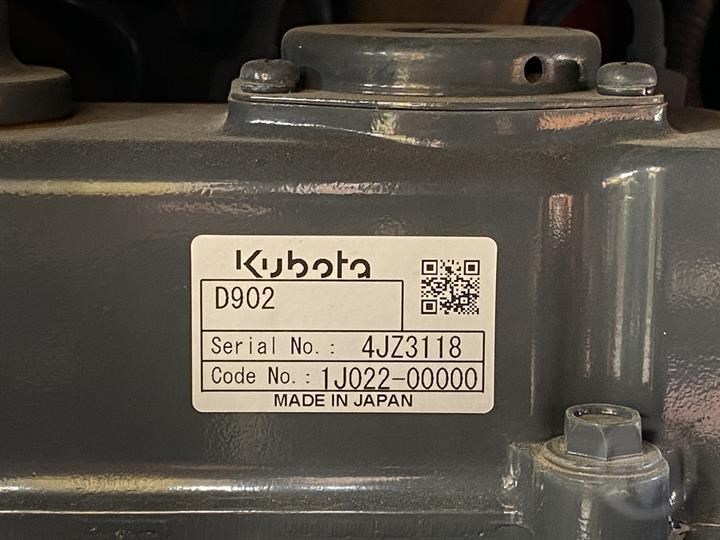 Kubota
D902
Serial No.: 4JZ3118
Code No.: 1J022-00000
MADE IN JAPAN